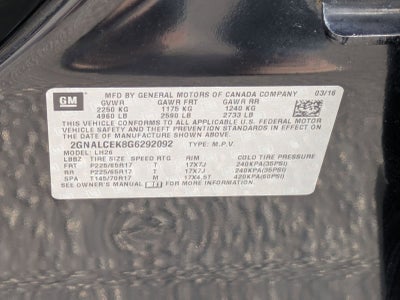 GM
MFD BY GENERAL MOTORS OF CANADA COMPANY 03/16
GVWR GAWR FRT GAWR RR
2250 KG 1175 KG 1240 KG
4960 LB 2590 LB 2733 LB
THIS VEHICLE CONFORMS TO ALL APPLICABLE U.S. FEDERAL MOTOR
VEHICLE SAFETY, BUMPER, AND THEFT PREVENTION STANDARDS IN
EFFECT ON THE DATE OF MANUFACTURE SHOWN ABOVE.
2GNALCEK8G6292092 TYPE: M.P.V.
MODEL: LH26
LBBZ TIRE SIZE SPEED RTG RIM COLD TIRE PRESSURE
FRT P225/65R17 T 17X7J 240KPA(35PSI)
RR P225/65R17 T 17X7J 240KPA(35PSI)
SPA T145/70R17 M 17X4.5T 420KPA(60PSI)
SEE OWNER'S MANUAL FOR ADDITIONAL INFORMATION.